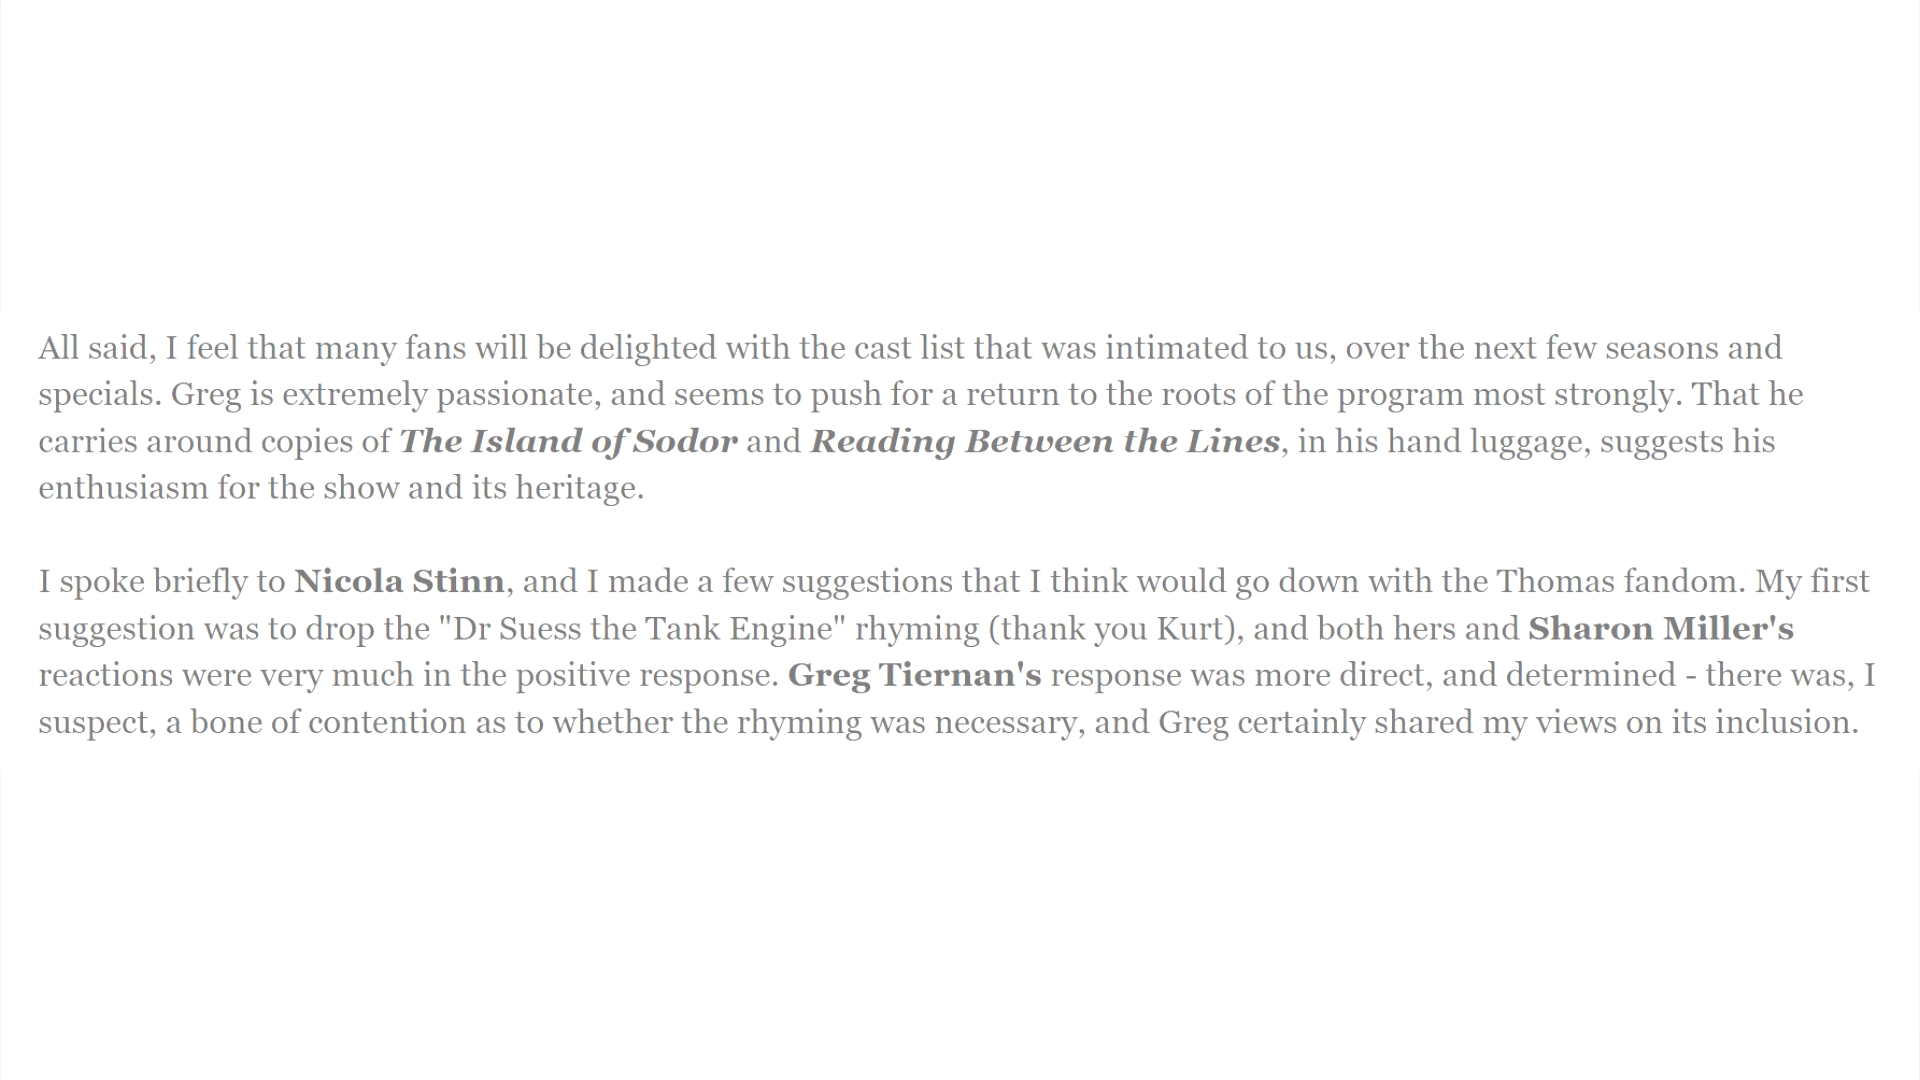 All said, I feel that many fans will be delighted with the cast list that was intimated to us, over the next few seasons and
specials. Greg is extremely passionate, and seems to push for a return to the roots of the program most strongly. That he
carries around copies of The Island of Sodor and Reading Between the Lines, in his hand luggage, suggests his
enthusiasm for the show and its heritage.
I spoke briefly to Nicola Stinn, and I made a few suggestions that I think would go down with the Thomas fandom. My first
suggestion was to drop the "Dr Suess the Tank Engine" rhyming (thank you Kurt), and both hers and Sharon Miller's
reactions were very much in the positive response. Greg Tiernan's response was more direct, and determined - there was, I
suspect, a bone of contention as to whether the rhyming was necessary, and Greg certainly shared my views on its inclusion.